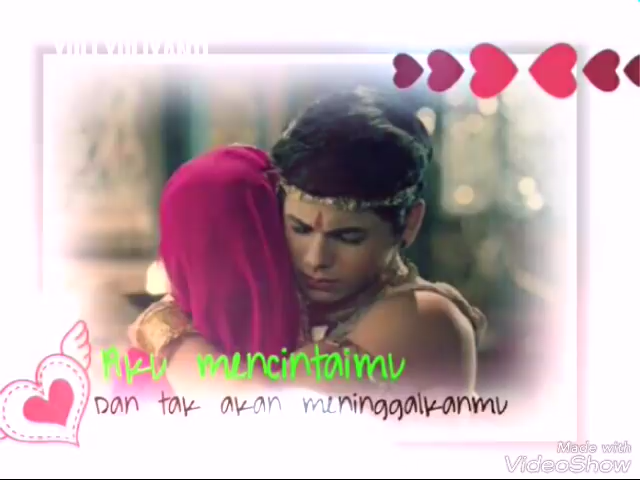 Aku mencintaimu
Dan tak akan meninggalkanmu
Made with
VideoShow